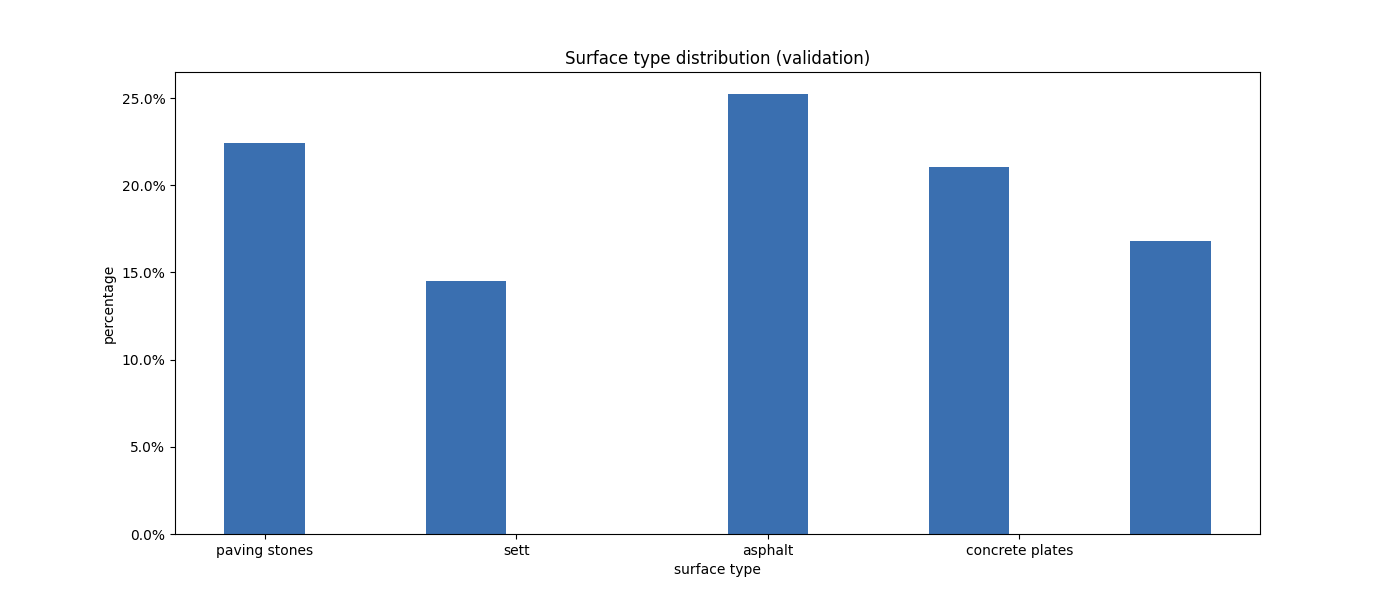 Surface type distribution (validation)
25.0%
20.0%
15.0%
10.0%
5.0%
0.0%
percentage
paving stones sett asphalt concrete plates
surface type